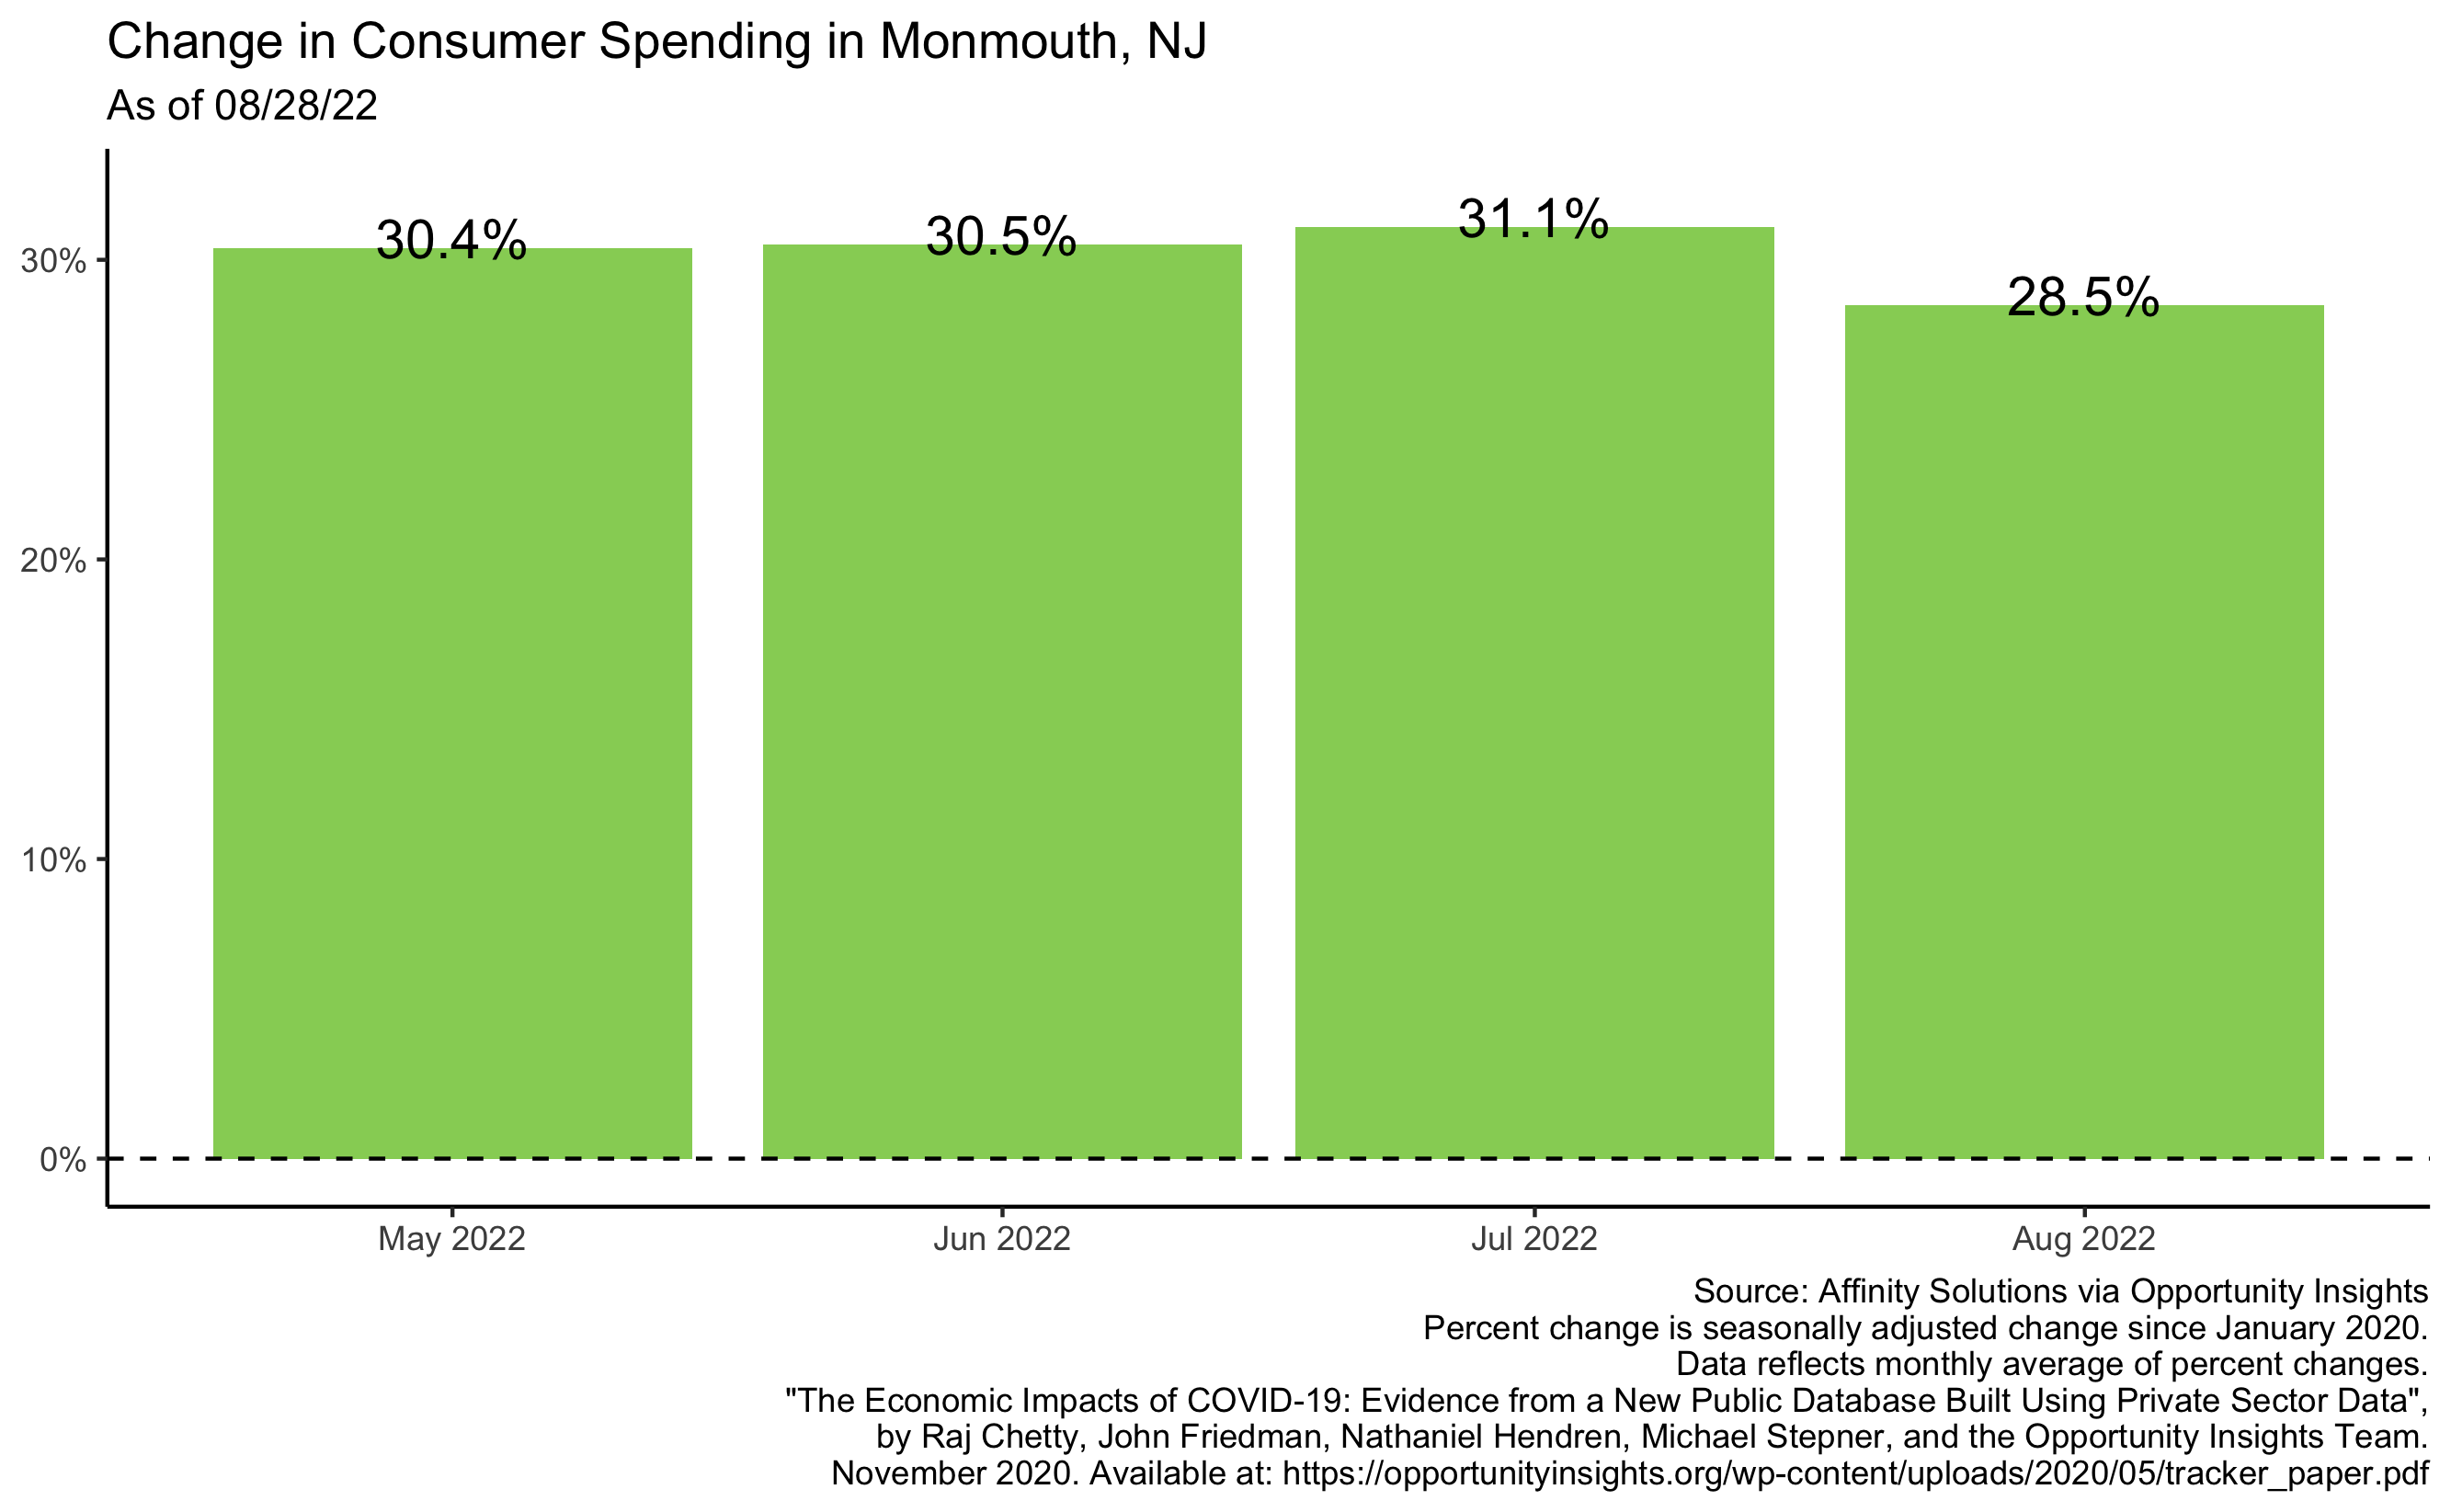 Change in Consumer Spending in Monmouth, NJ
As of 08/28/22
30.4%
30.5%
31.1%
28.5%
30%
20%
10%
0%
May 2022
Jun 2022
Jul 2022
Aug 2022
Source: Affinity Solutions via Opportunity Insights
Percent change is seasonally adjusted change since January 2020.
Data reflects monthly average of percent changes.
"The Economic Impacts of COVID-19: Evidence from a New Public Database Built Using Private Sector Data",
by Raj Chetty, John Friedman, Nathaniel Hendren, Michael Stepner, and the Opportunity Insights Team.
November 2020. Available at: https://opportunityinsights.org/wp-content/uploads/2020/05/tracker_paper.pdf